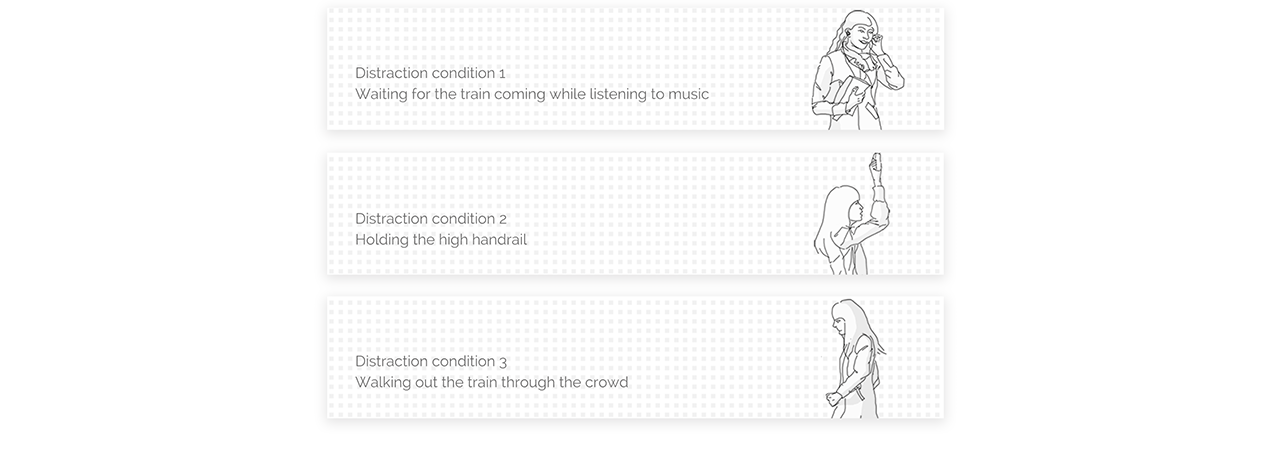 Distraction condition 1
Waiting for the train coming while listening to music
Distraction condition 2
Holding the high handrail
Distraction condition 3
Walking out the train through the crowd